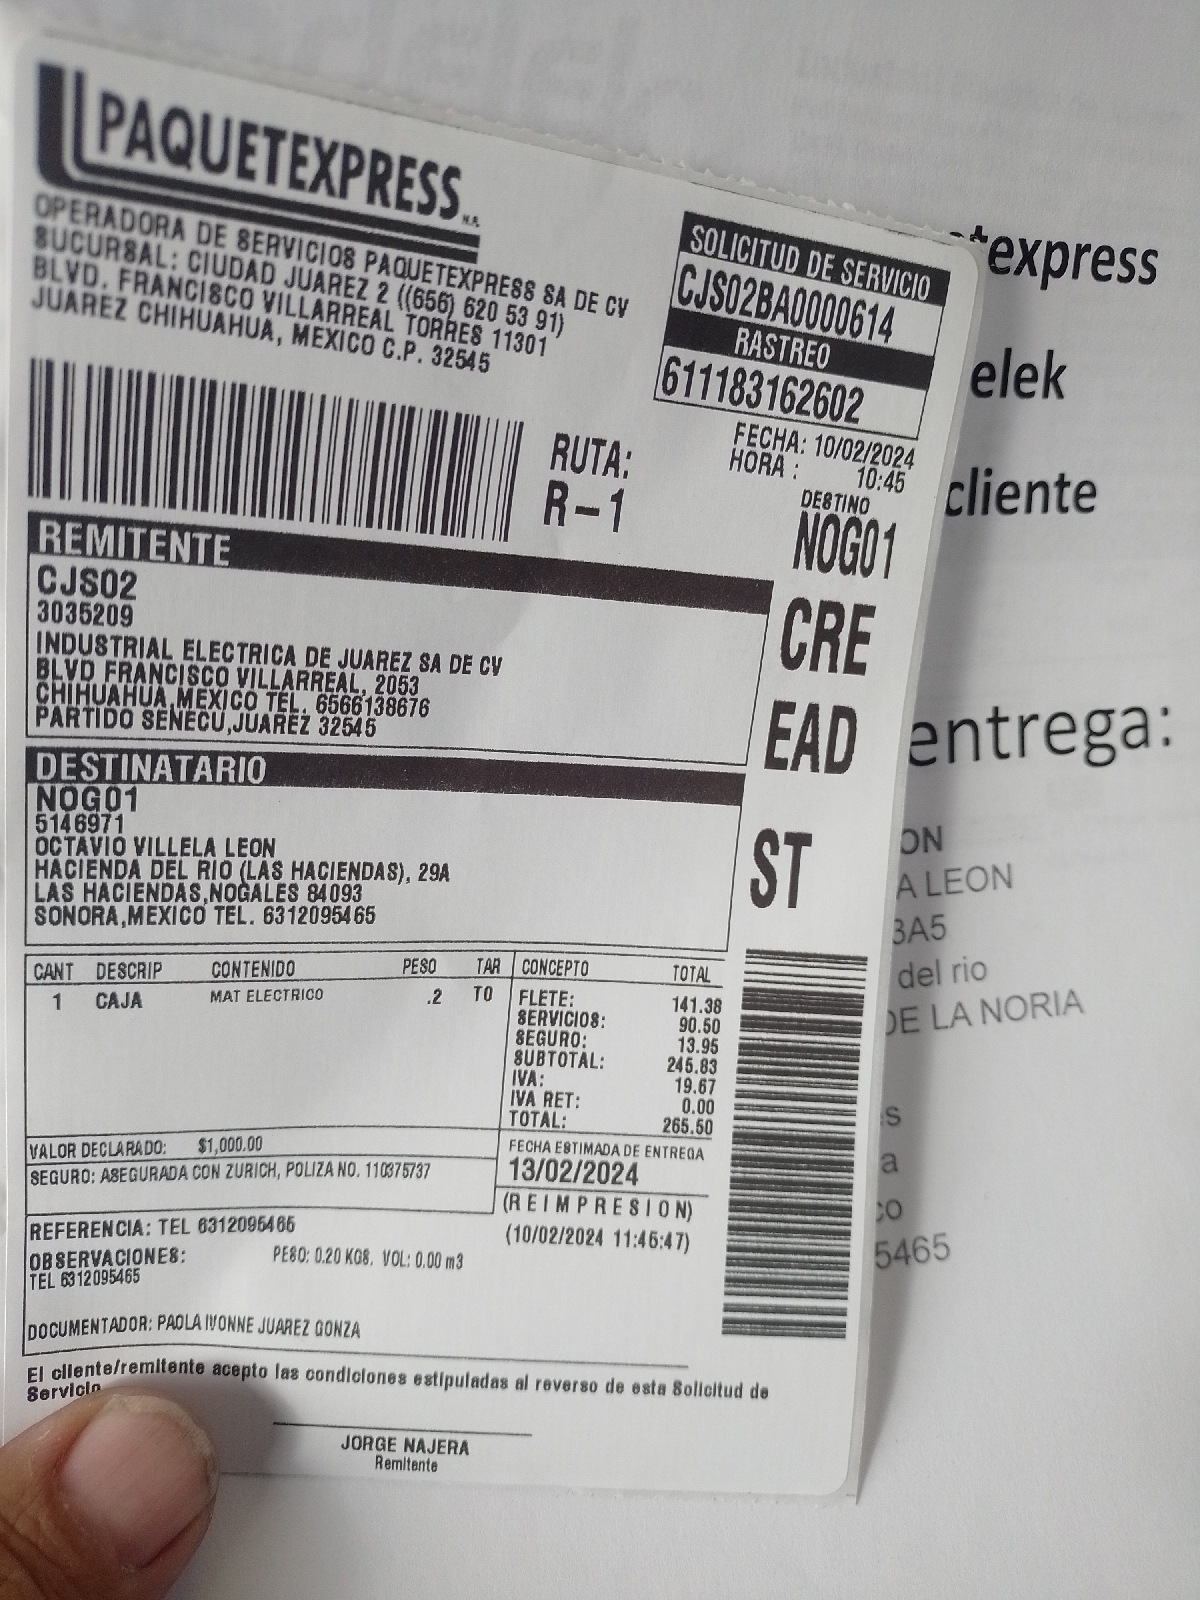 PAQUETEXPRESS
OPERADORA DE SERVICIOS PAQUETEXPRESS SA DE CV
SUCURSAL: CIUDAD JUAREZ 2 ((656) 620 53 91)
BLVD. FRANCISCO VILLARREAL TORRES 11301
JUAREZ CHIHUAHUA, MEXICO C.P. 32545
SOLICITUD DE SERVICIO
CJS02BA0000614
RASTREO
611183162602
FECHA: 10/02/2024
HORA : 10:45
RUTA:
R-1
DESTINO
NOG01
CRE
EAD
ST
REMITENTE
CJS02
3035209
INDUSTRIAL ELECTRICA DE JUAREZ SA DE CV
BLVD FRANCISCO VILLARREAL, 2053
CHIHUAHUA,MEXICO TEL. 6566138676
PARTIDO SENECU,JUAREZ 32545
DESTINATARIO
NOG01
5146971
OCTAVIO VILLELA LEON
HACIENDA DEL RIO (LAS HACIENDAS), 29A
LAS HACIENDAS,NOGALES 84093
SONORA,MEXICO TEL. 6312095465
CANT DESCRIP CONTENIDO PESO TAR
1 CAJA MAT ELECTRICO .2 T0
CONCEPTO TOTAL
FLETE: 141.38
SERVICIOS: 90.50
SEGURO: 13.95
SUBTOTAL: 245.83
IVA: 19.67
IVA RET: 0.00
TOTAL: 265.50
VALOR DECLARADO: $1,000.00
SEGURO: ASEGURADA CON ZURICH, POLIZA NO. 110375737
FECHA ESTIMADA DE ENTREGA
13/02/2024
(REIMPRESION)
(10/02/2024 11:45:47)
REFERENCIA: TEL 6312095465
OBSERVACIONES: PESO: 0.20 KGS. VOL: 0.00 m3
TEL 6312095465
DOCUMENTADOR: PAOLA IVONNE JUAREZ GONZA
El cliente/remitente acepto las condiciones estipuladas al reverso de esta Solicitud de
Servicio
JORGE NAJERA
Remitente
etexpress
elek
cliente
entrega:
ON
A LEON
3A5
del rio
DE LA NORIA
s
a
co
5465